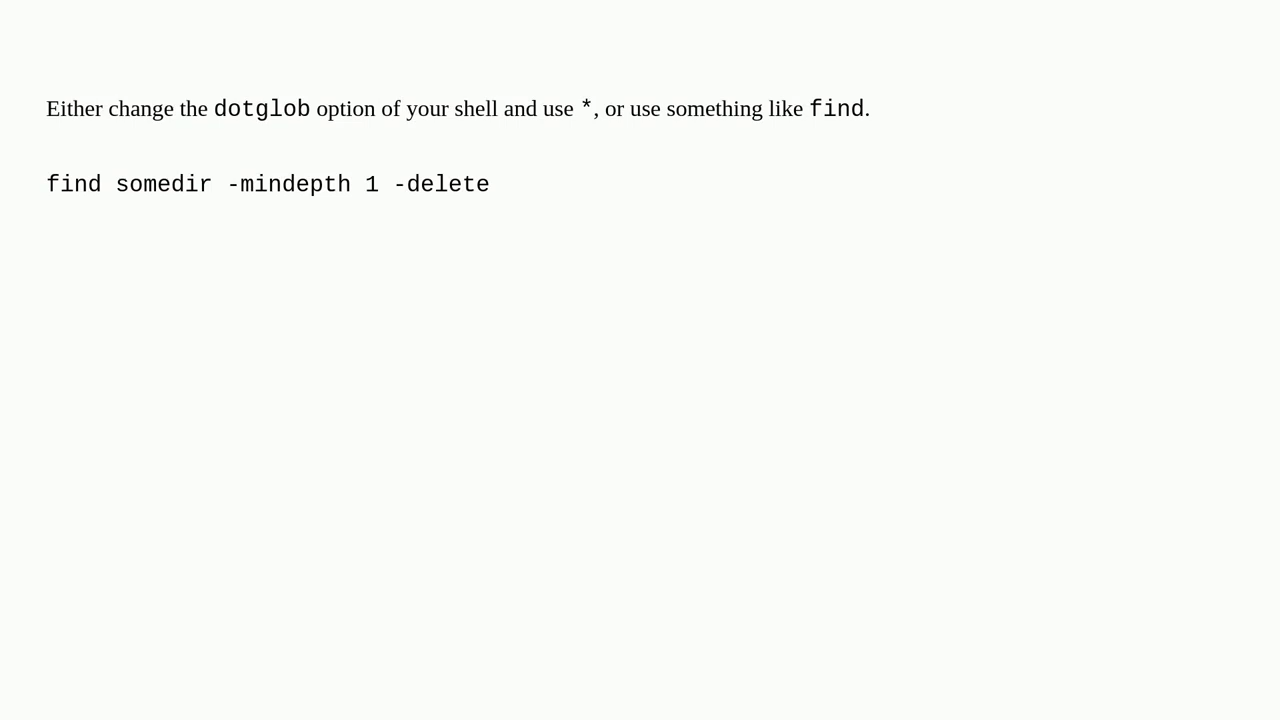 Either change the dotglob option of your shell and use *, or use something like find.
find somedir -mindepth 1 -delete